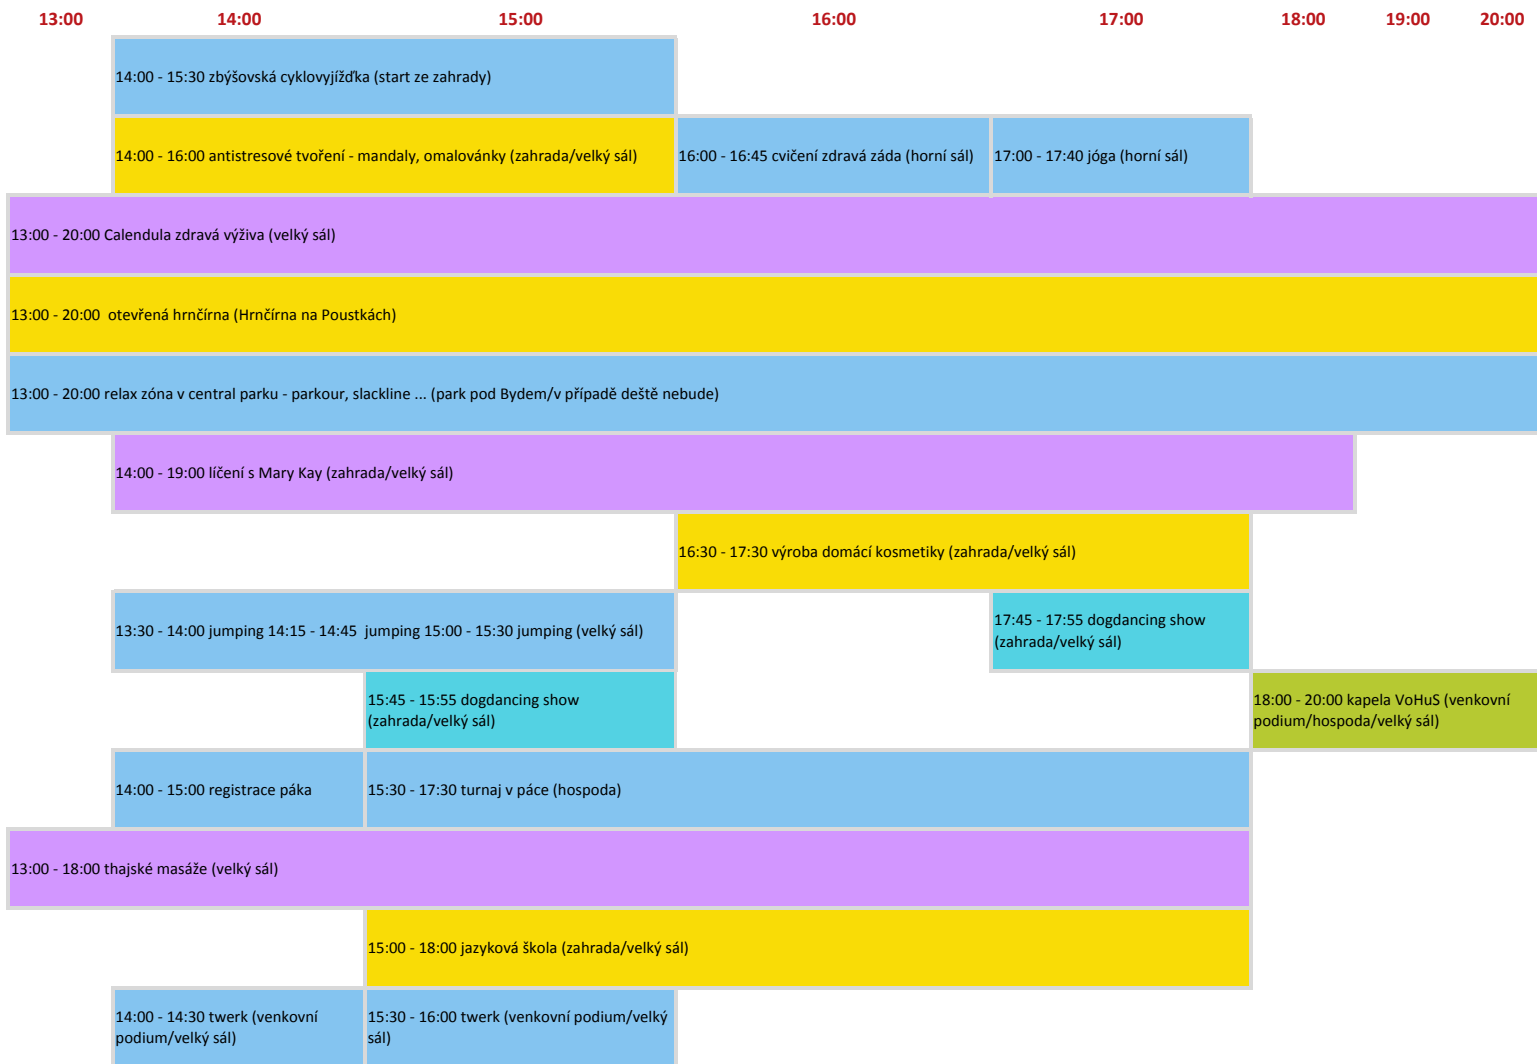 13:00 14:00 15:00 16:00 17:00 18:00 19:00 20:00
14:00 - 15:30 zbýšovská cyklovyjížďka (start ze zahrady)
14:00 - 16:00 antistresové tvoření - mandaly, omalovánky (zahrada/velký sál)
16:00 - 16:45 cvičení zdravá záda (horní sál)
17:00 - 17:40 jóga (horní sál)
13:00 - 20:00 Calendula zdravá výživa (velký sál)
13:00 - 20:00 otevřená hrnčírna (Hrnčírna na Poustkách)
13:00 - 20:00 relax zóna v central parku - parkour, slackline ... (park pod Bydem/v případě deště nebude)
14:00 - 19:00 líčení s Mary Kay (zahrada/velký sál)
16:30 - 17:30 výroba domácí kosmetiky (zahrada/velký sál)
13:30 - 14:00 jumping 14:15 - 14:45 jumping 15:00 - 15:30 jumping (velký sál)
17:45 - 17:55 dogdancing show
(zahrada/velký sál)
15:45 - 15:55 dogdancing show
(zahrada/velký sál)
18:00 - 20:00 kapela VoHuS (venkovní
podium/hospoda/velký sál)
14:00 - 15:00 registrace páka
15:30 - 17:30 turnaj v páce (hospoda)
13:00 - 18:00 thajské masáže (velký sál)
15:00 - 18:00 jazyková škola (zahrada/velký sál)
14:00 - 14:30 twerk (venkovní
podium/velký sál)
15:30 - 16:00 twerk (venkovní podium/velký
sál)